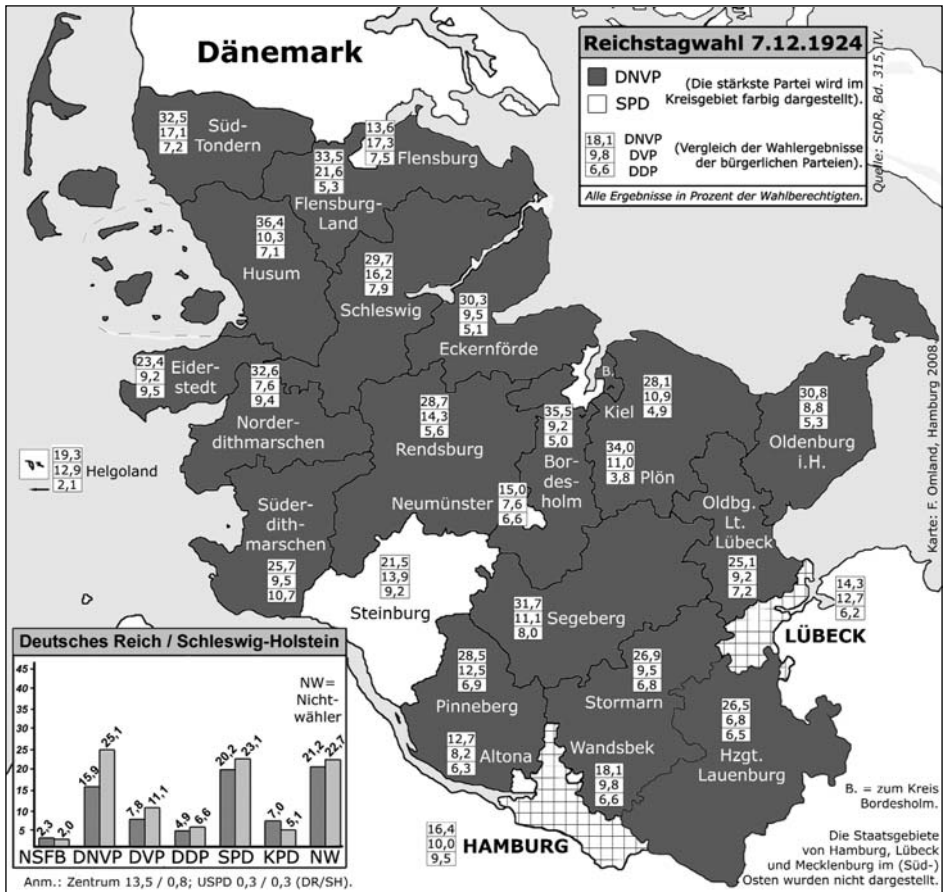 Dänemark
Reichstagwahl 7.12.1924
DNVP
SPD
(Die stärkste Partei wird im
Kreisgebiet farbig dargestellt).
18,1 DNVP
9,8 DVP
6,6 DDP
(Vergleich der Wahlergebnisse
der bürgerlichen Parteien).
Alle Ergebnisse in Prozent der Wahlberechtigten.
Quelle: StDR, Bd. 315, IV.
Karte: F. Omland, Hamburg 2008
32,5
17,1
7,2
Süd-
Tondern
13,6
17,3
7,5
Flensburg
33,5
21,6
5,3
Flensburg-
Land
36,4
10,3
7,1
Husum
29,7
16,2
7,9
Schleswig
30,3
9,5
5,1
Eckernförde
23,4
9,2
9,5
Eider-
stedt
32,6
7,6
9,4
Norder-
dithmarschen
28,7
14,3
5,6
Rendsburg
35,5
9,2
5,0
Bor-
des-
holm
B.
Kiel
28,1
10,9
4,9
34,0
11,0
3,8
Plön
30,8
8,8
5,3
Oldenburg
i.H.
19,3
12,9
2,1
Helgoland
Süder-
dith-
marschen
25,7
9,5
10,7
Neumünster
15,0
7,6
6,6
Oldbg.
Lt.
Lübeck
25,1
9,2
7,2
21,5
13,9
9,2
Steinburg
31,7
11,1
8,0
Segeberg
14,3
12,7
6,2
LÜBECK
28,5
12,5
6,9
Pinneberg
26,9
9,5
6,8
Stormarn
26,5
6,8
6,5
Hzgt.
Lauenburg
12,7
8,2
6,3
Altona
Wandsbek
18,1
9,8
6,6
16,4
10,0
9,5
HAMBURG
B. = zum Kreis
Bordesholm.
Die Staatsgebiete
von Hamburg, Lübeck
und Mecklenburg im (Süd-)
Osten wurden nicht dargestellt.
Deutsches Reich / Schleswig-Holstein
NW=
Nicht-
wähler
45
40
35
30
25
20
15
10
5
2,3 2,0
15,9 25,1
7,8 11,1
4,9 6,6
20,2 23,1
7,0 5,1
21,2 22,7
NSFB DNVP DVP DDP SPD KPD NW
Anm.: Zentrum 13,5 / 0,8; USPD 0,3 / 0,3 (DR/SH).